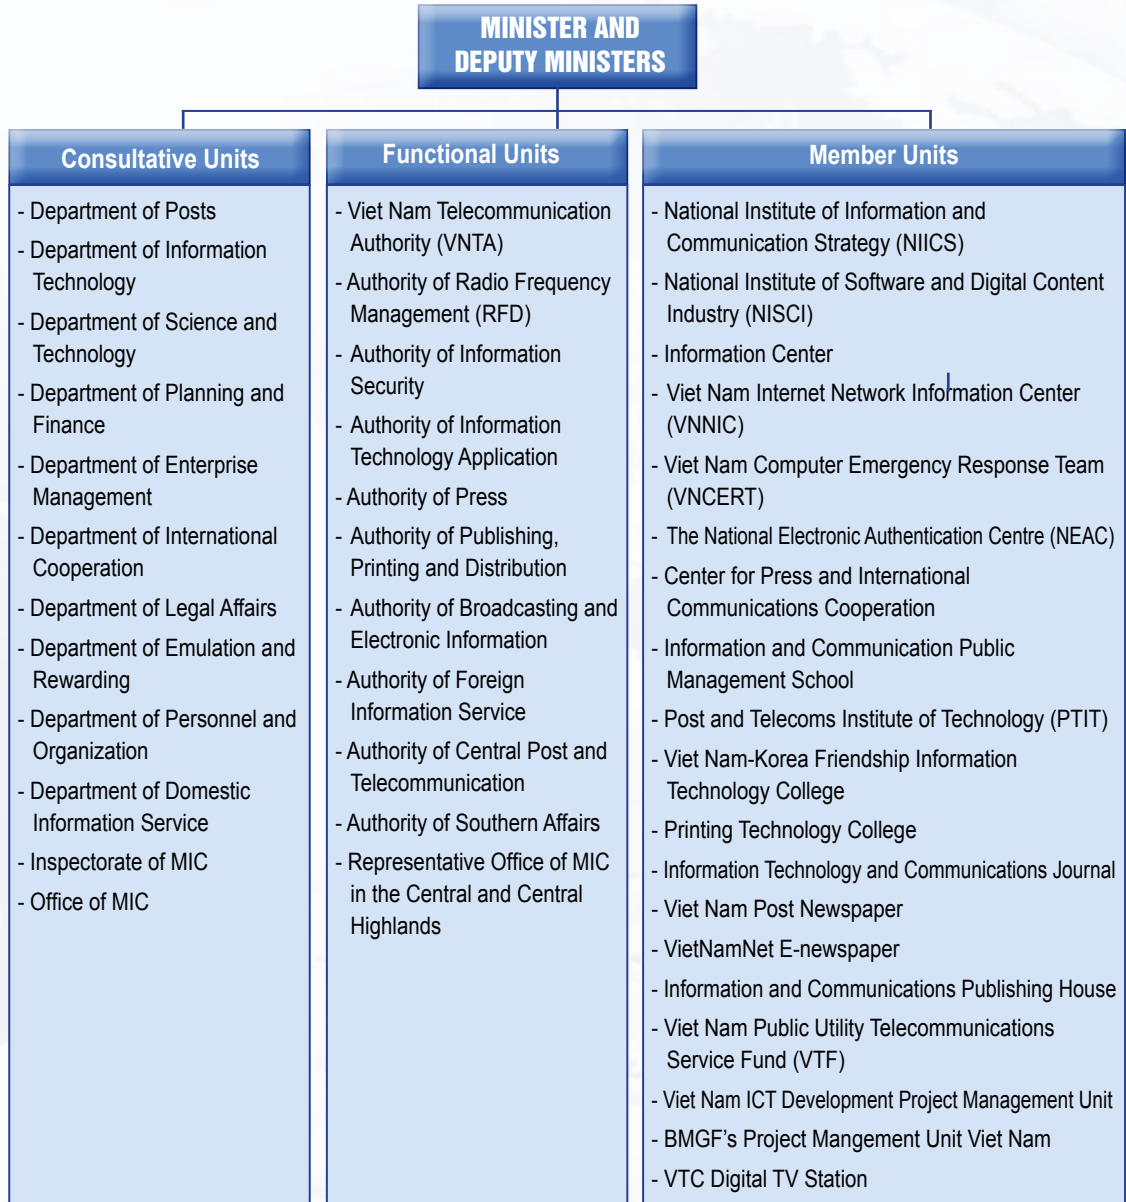 MINISTER AND
DEPUTY MINISTERS
Consultative Units
- Department of Posts
- Department of Information
Technology
- Department of Science and
Technology
- Department of Planning and
Finance
- Department of Enterprise
Management
- Department of International
Cooperation
- Department of Legal Affairs
- Department of Emulation and
Rewarding
- Department of Personnel and
Organization
- Department of Domestic
Information Service
- Inspectorate of MIC
- Office of MIC
Functional Units
- Viet Nam Telecommunication
Authority (VNTA)
- Authority of Radio Frequency
Management (RFD)
- Authority of Information
Security
- Authority of Information
Technology Application
- Authority of Press
- Authority of Publishing,
Printing and Distribution
- Authority of Broadcasting and
Electronic Information
- Authority of Foreign
Information Service
- Authority of Central Post and
Telecommunication
- Authority of Southern Affairs
- Representative Office of MIC
in the Central and Central
Highlands
Member Units
- National Institute of Information and
Communication Strategy (NIICS)
- National Institute of Software and Digital Content
Industry (NISCI)
- Information Center
- Viet Nam Internet Network Information Center
(VNNIC)
- Viet Nam Computer Emergency Response Team
(VNCERT)
- The National Electronic Authentication Centre (NEAC)
- Center for Press and International
Communications Cooperation
- Information and Communication Public
Management School
- Post and Telecoms Institute of Technology (PTIT)
- Viet Nam-Korea Friendship Information
Technology College
- Printing Technology College
- Information Technology and Communications Journal
- Viet Nam Post Newspaper
- VietNamNet E-newspaper
- Information and Communications Publishing House
- Viet Nam Public Utility Telecommunications
Service Fund (VTF)
- Viet Nam ICT Development Project Management Unit
- BMGF's Project Mangement Unit Viet Nam
- VTC Digital TV Station